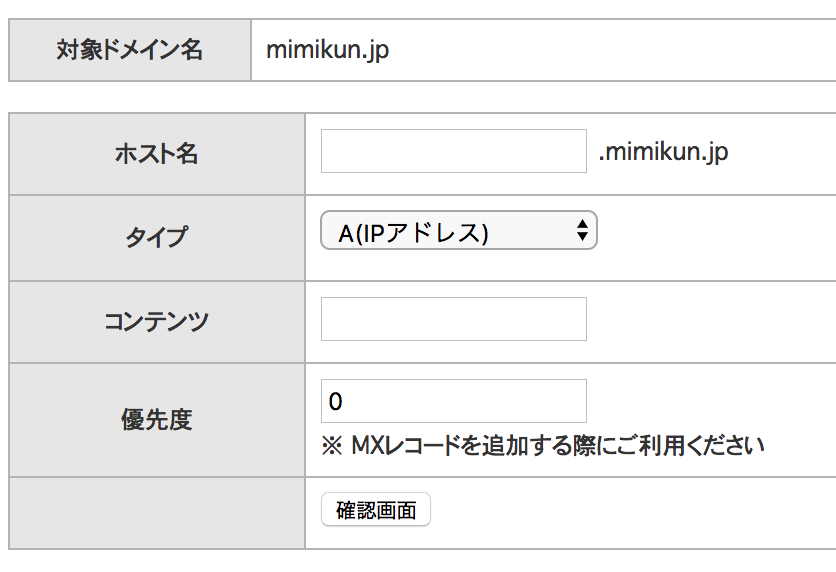 対象ドメイン名 mimikun.jp
ホスト名 .mimikun.jp
タイプ A(IPアドレス)
コンテンツ
優先度 0
※ MXレコードを追加する際にご利用ください
確認画面